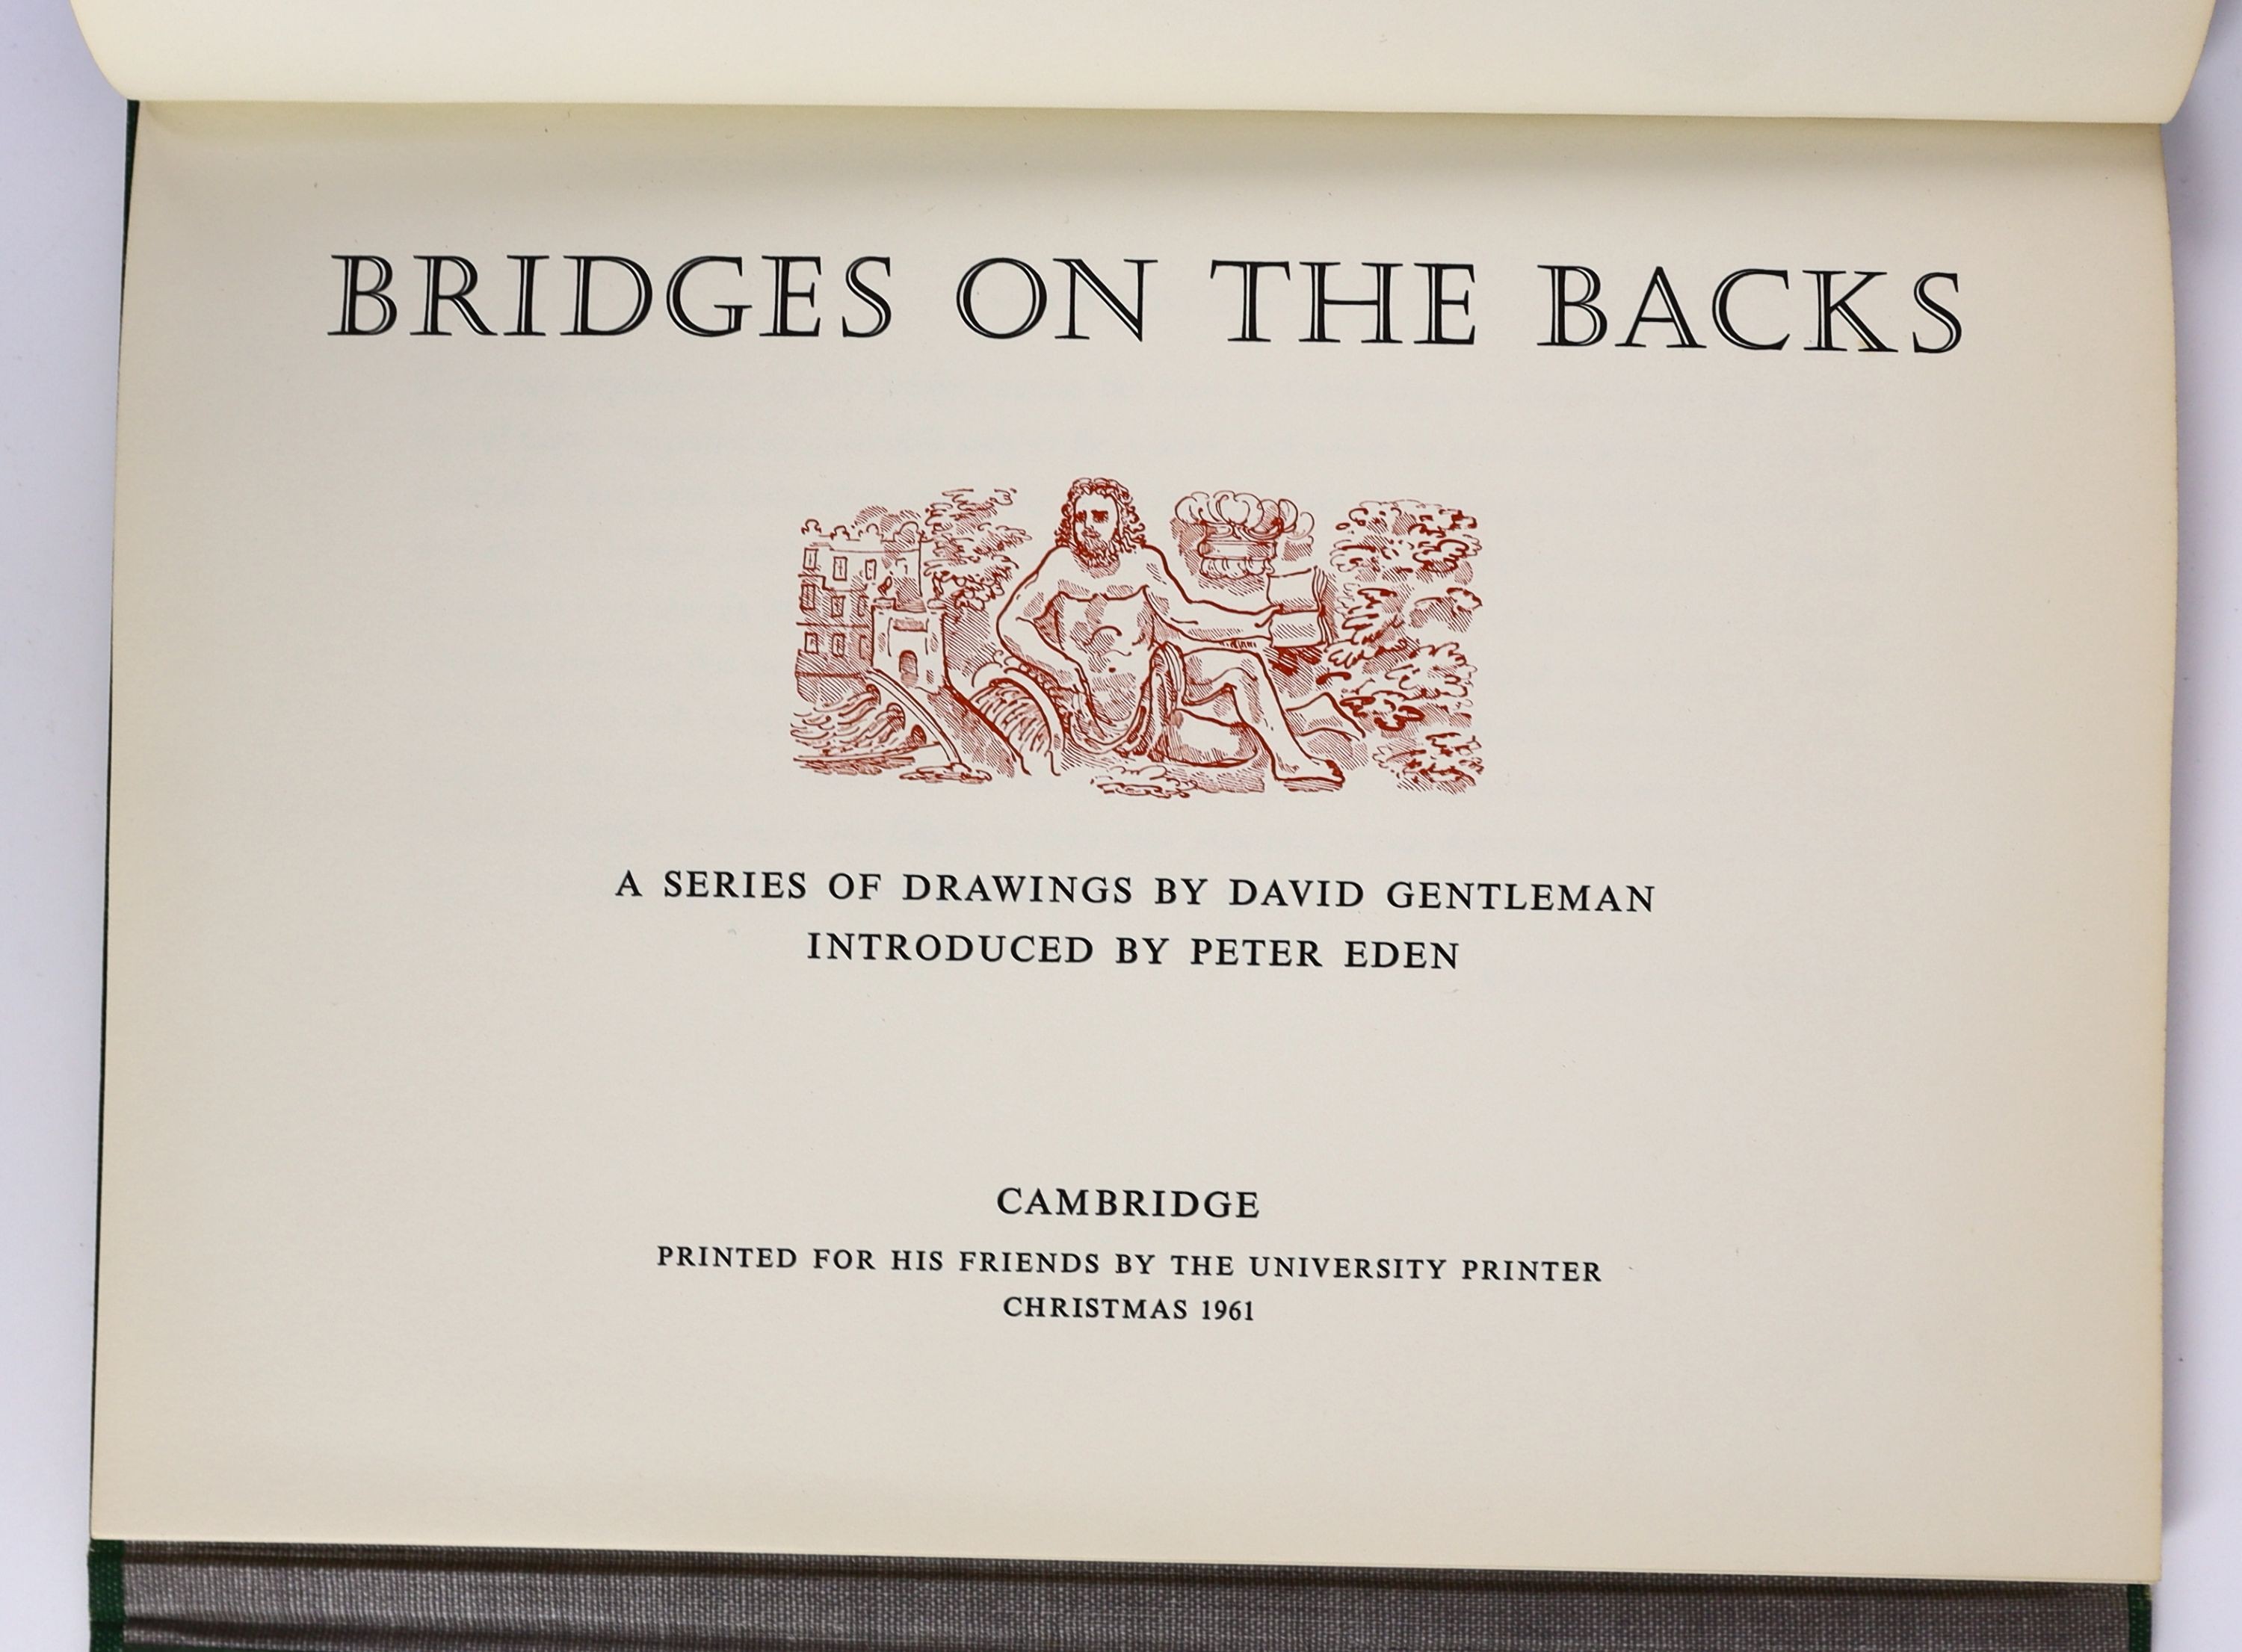 BRIDGES ON THE BACKS
A SERIES OF DRAWINGS BY DAVID GENTLEMAN
INTRODUCED BY PETER EDEN
CAMBRIDGE
PRINTED FOR HIS FRIENDS BY THE UNIVERSITY PRINTER
CHRISTMAS 1961